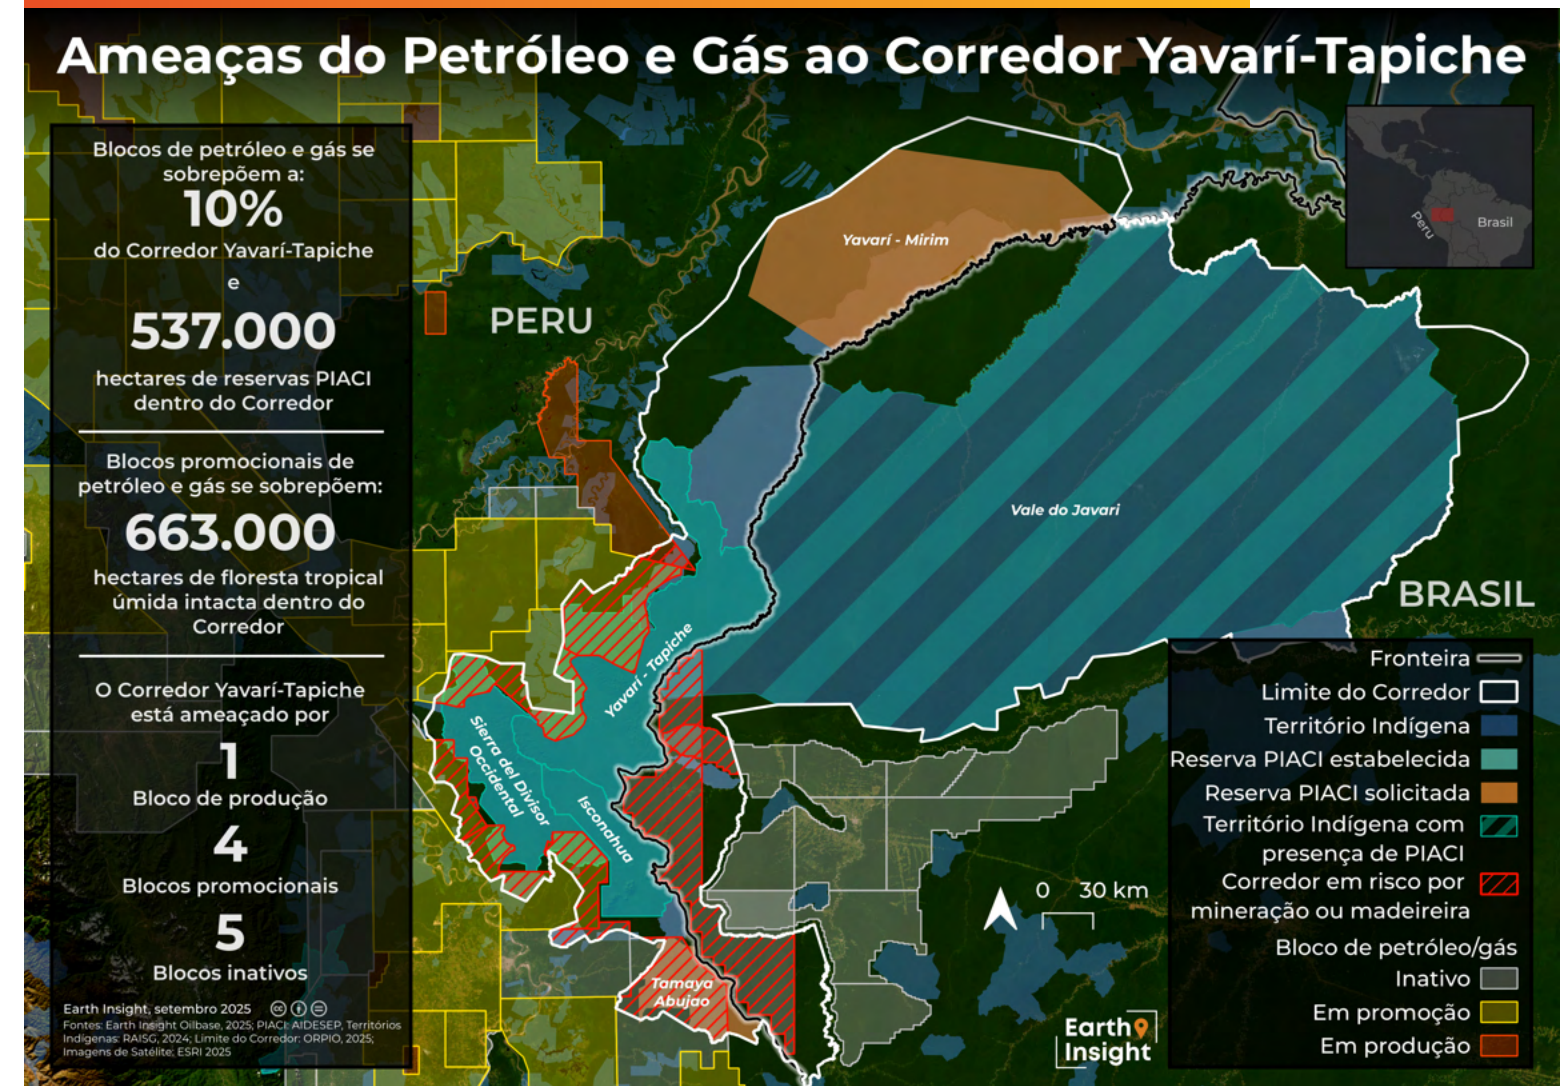 Ameaças do Petróleo e Gás ao Corredor Yavarí-Tapiche
Blocos de petróleo e gás se
sobrepõem a:
10%
do Corredor Yavarí-Tapiche
e
537.000
hectares de reservas PIACI
dentro do Corredor
Blocos promocionais de
petróleo e gás se sobrepõem:
663.000
hectares de floresta tropical
úmida intacta dentro do
Corredor
O Corredor Yavarí-Tapiche
está ameaçado por
1
Bloco de produção
4
Blocos promocionais
5
Blocos inativos
Earth Insight, setembro 2025
Fontes: Earth Insight Oilbase, 2025; PIACI: AIDESEP, Territórios
Indígenas: RAISG, 2024; Limite do Corredor: ORPIO, 2025;
Imagens de Satélite: ESRI 2025
PERU
Yavarí - Mirim
Vale do Javari
BRASIL
Yavarí - Tapiche
Sierra del Divisor
Occidental
Isconahua
Tamaya
Abujao
Peru
Brasil
0 30 km
Earth
Insight
Fronteira
Limite do Corredor
Território Indígena
Reserva PIACI estabelecida
Reserva PIACI solicitada
Território Indígena com
presença de PIACI
Corredor em risco por
mineração ou madeireira
Bloco de petróleo/gás
Inativo
Em promoção
Em produção